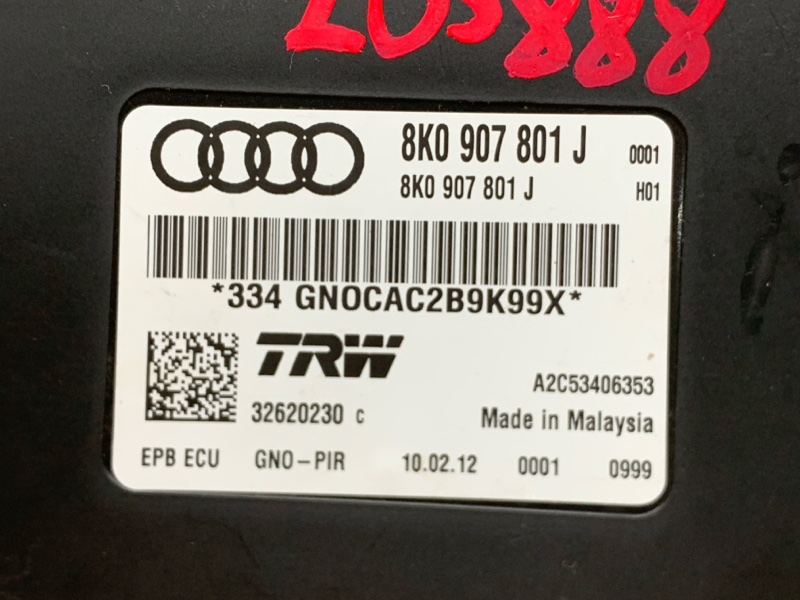 8K0 907 801 J 0001
8K0 907 801 J H01
*334 GNOCAC2B9K99X*
TRW
A2C53406353
32620230 c Made in Malaysia
EPB ECU GNO-PIR 10.02.12 0001 0999